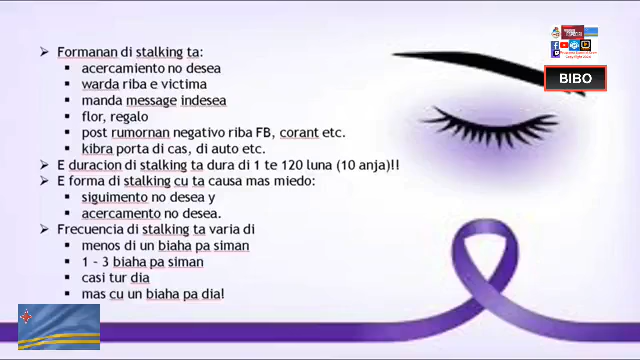 Formanan di stalking ta:
acercamiento no desea
warda riba e victima
manda message indesea
flor, regalo
post rumornan negativo riba FB, corant etc.
kibra porta di cas, di auto etc.
E duracion di stalking ta dura di 1 te 120 luna (10 anja)!!
E forma di stalking cu ta causa mas miedo:
siguimento no desea y
acercamento no desea.
Frecuencia di stalking ta varia di
menos di un biaha pa siman
1 – 3 biaha pa siman
casi tur dia
mas cu un biaha pa dia!
BIBO